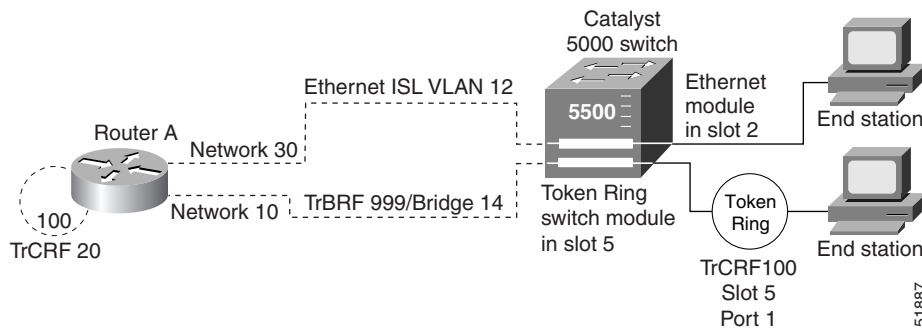 Catalyst
5000 switch
Ethernet ISL VLAN 12
Ethernet
module
in slot 2
5500
End station
Router A
Network 30
Network 10
TrBRF 999/Bridge 14
100
TrCRF 20
Token Ring
switch module
in slot 5
Token
Ring
End station
TrCRF100
Slot 5
Port 1
51887